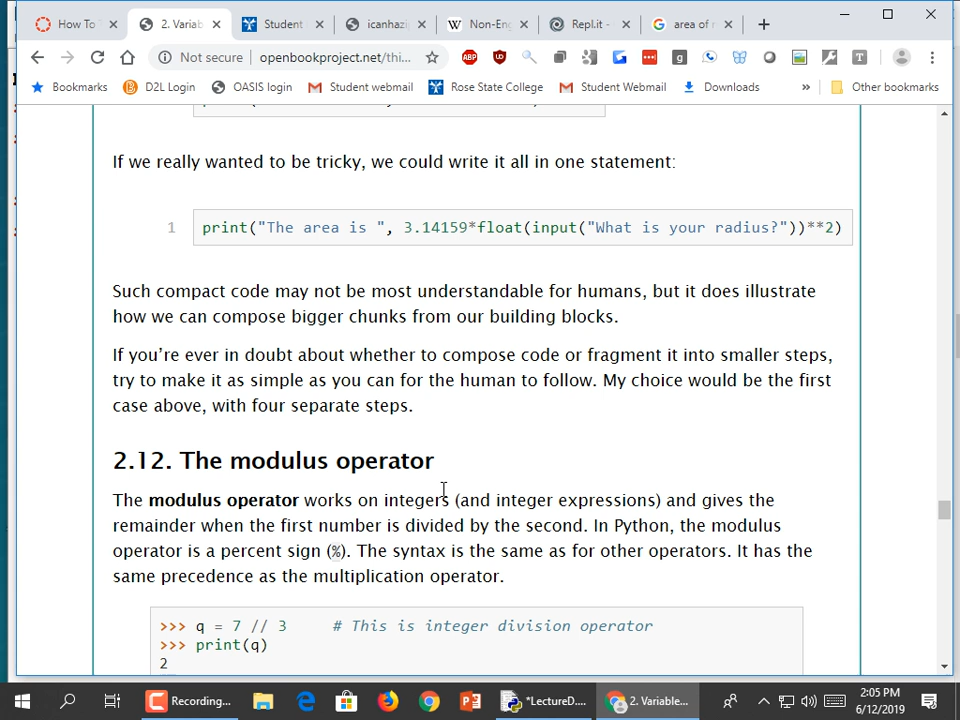 How To
2. Variab
Student
icanhazip
Non-En
Repl.it -
area of r
Not secure
openbookproject.net/thi...
ABP
Bookmarks
D2L Login
OASIS login
Student webmail
Rose State College
Student Webmail
Downloads
»
Other bookmarks
If we really wanted to be tricky, we could write it all in one statement:
1 print("The area is ", 3.14159*float(input("What is your radius?"))**2)
Such compact code may not be most understandable for humans, but it does illustrate
how we can compose bigger chunks from our building blocks.
If you’re ever in doubt about whether to compose code or fragment it into smaller steps,
try to make it as simple as you can for the human to follow. My choice would be the first
case above, with four separate steps.
2.12. The modulus operator
The modulus operator works on integers (and integer expressions) and gives the
remainder when the first number is divided by the second. In Python, the modulus
operator is a percent sign (%). The syntax is the same as for other operators. It has the
same precedence as the multiplication operator.
>>> q = 7 // 3 # This is integer division operator
>>> print(q)
2
Recording...
*LectureD...
2. Variable...
2:05 PM
6/12/2019